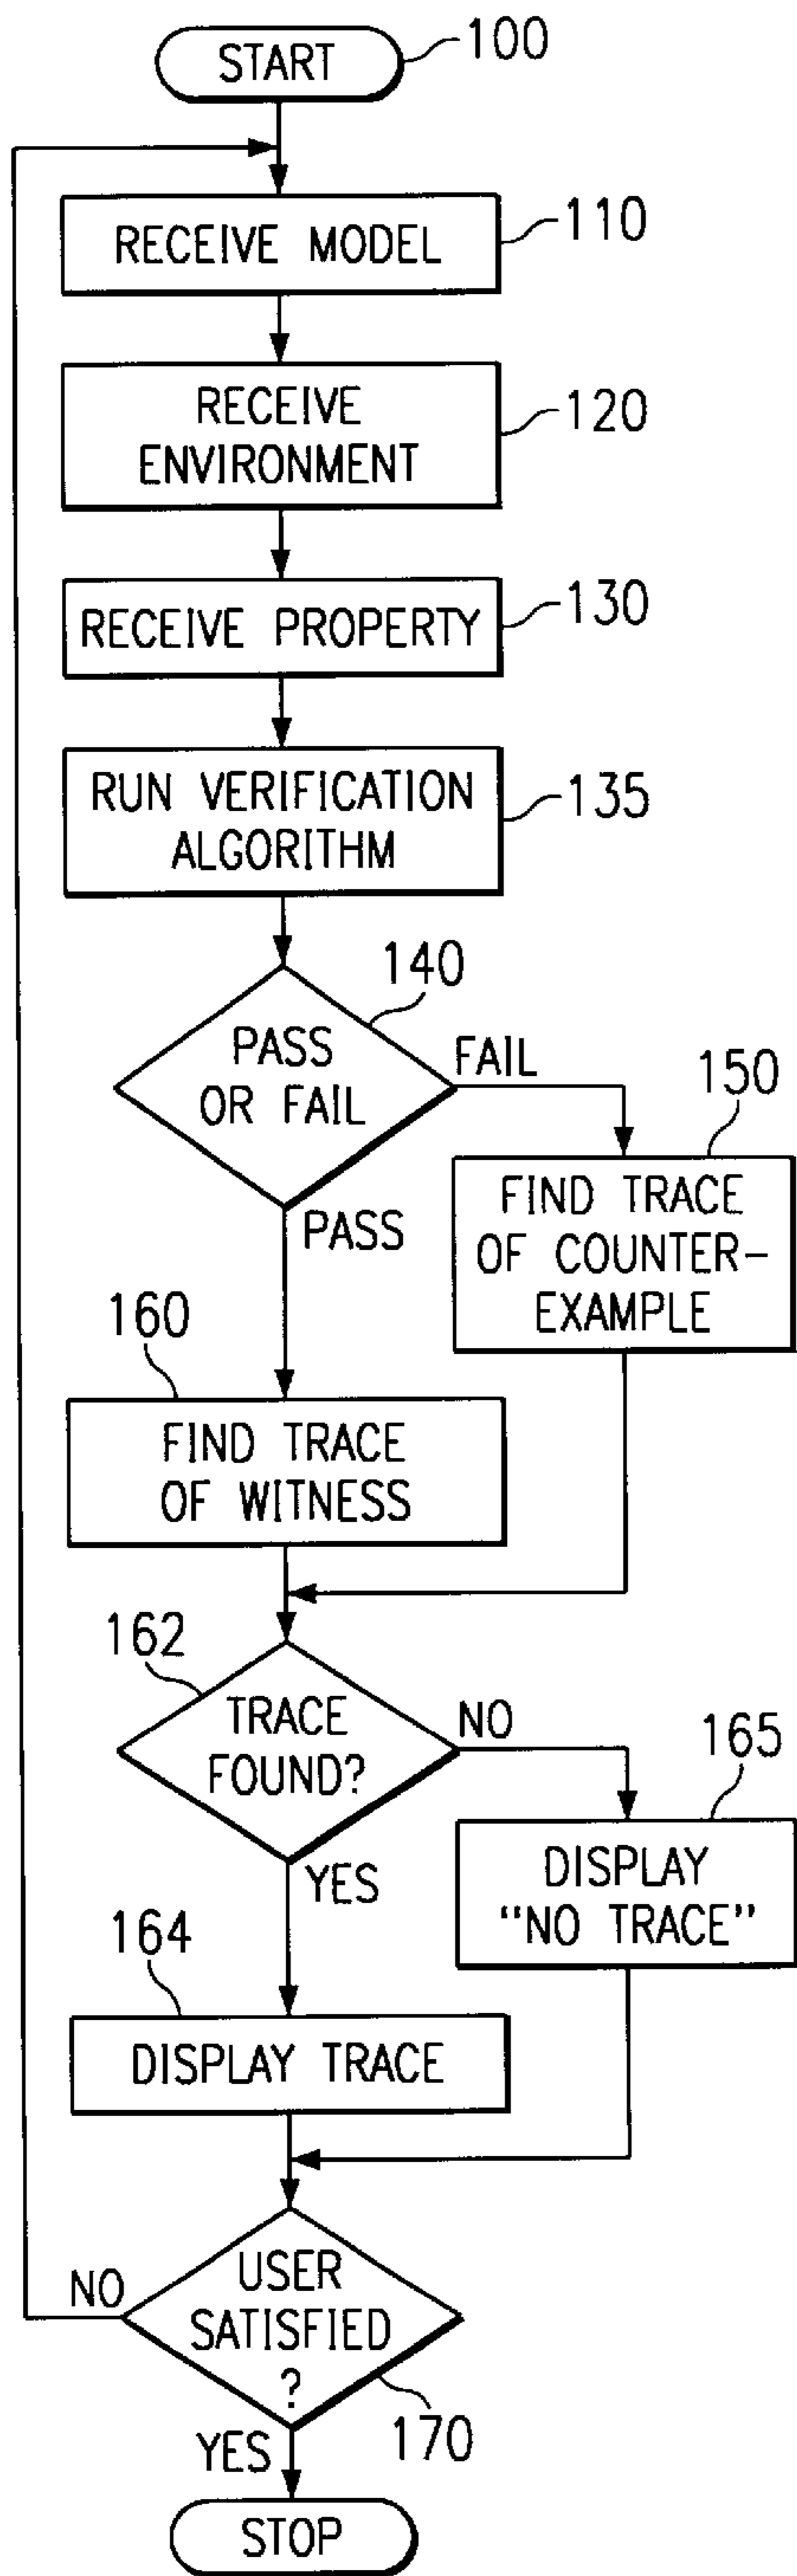 START
100
RECEIVE MODEL
110
RECEIVE
ENVIRONMENT
120
RECEIVE PROPERTY
130
RUN VERIFICATION
ALGORITHM
135
140
PASS
OR FAIL
FAIL
PASS
150
FIND TRACE
OF COUNTER-
EXAMPLE
160
FIND TRACE
OF WITNESS
162
TRACE
FOUND?
NO
YES
165
DISPLAY
"NO TRACE"
164
DISPLAY TRACE
USER
SATISFIED
?
NO
170
YES
STOP